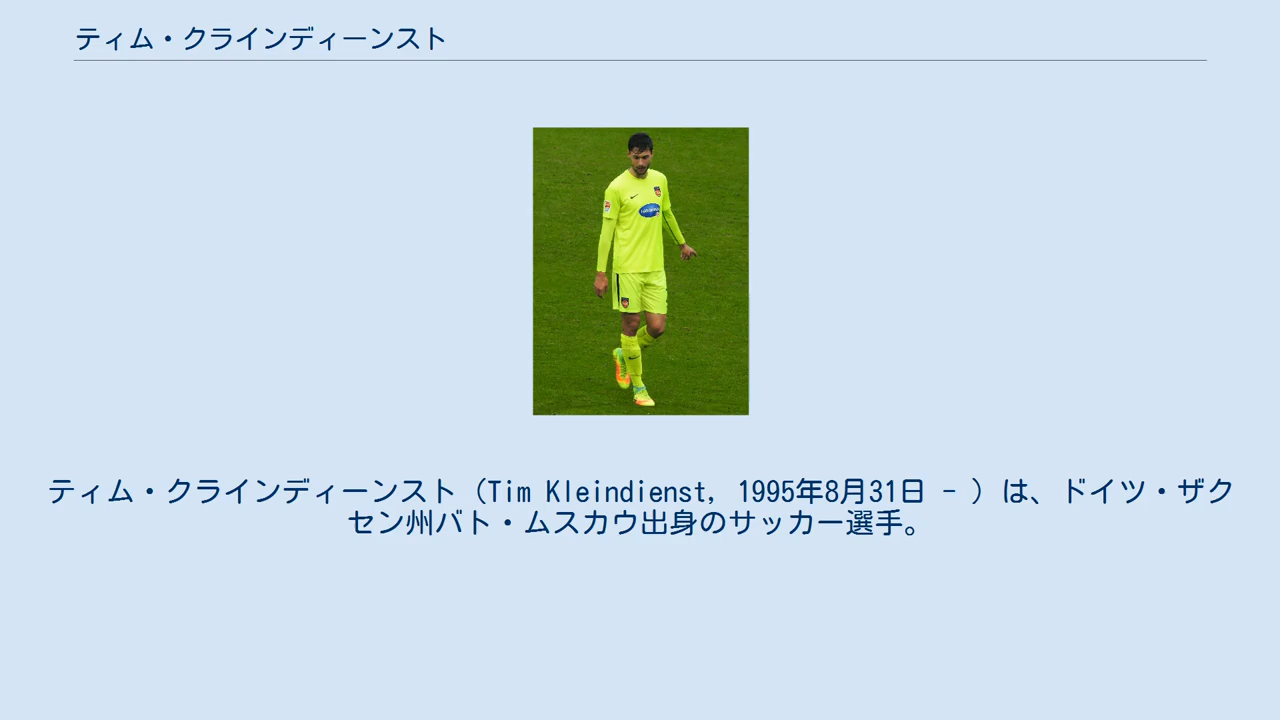 ティム・クラインディーンスト
ティム・クラインディーンスト（Tim Kleindienst, 1995年8月31日 - ）は、ドイツ・ザク
セン州バト・ムスカウ出身のサッカー選手。